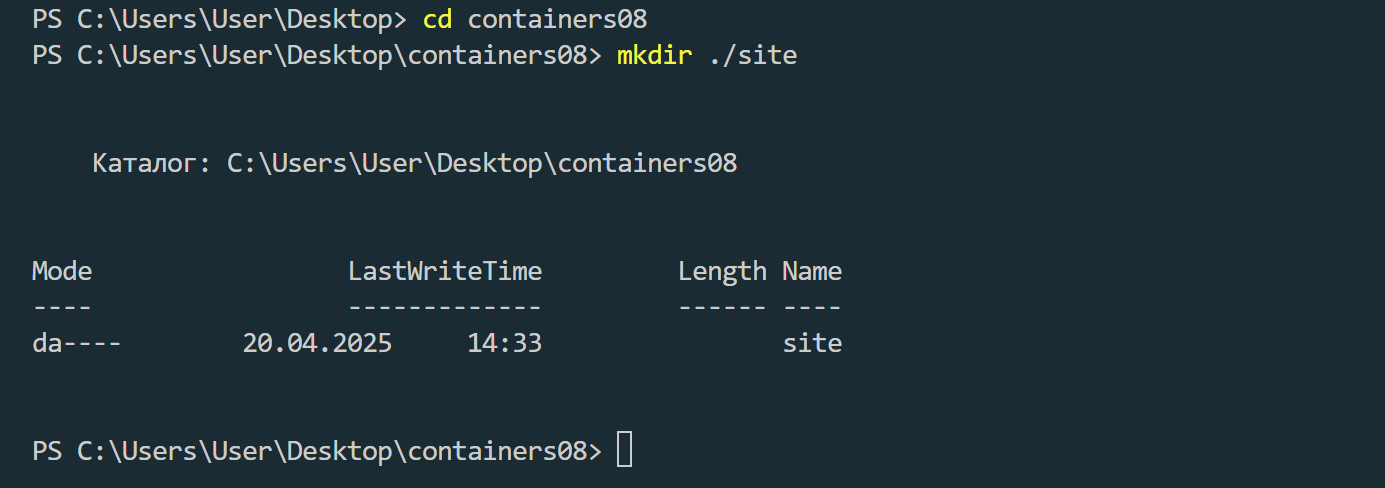 PS C:\Users\User\Desktop> cd containers08
PS C:\Users\User\Desktop\containers08> mkdir ./site
Каталог: C:\Users\User\Desktop\containers08
Mode LastWriteTime Length Name
---- ------------- ------ ----
da---- 20.04.2025 14:33 site
PS C:\Users\User\Desktop\containers08>